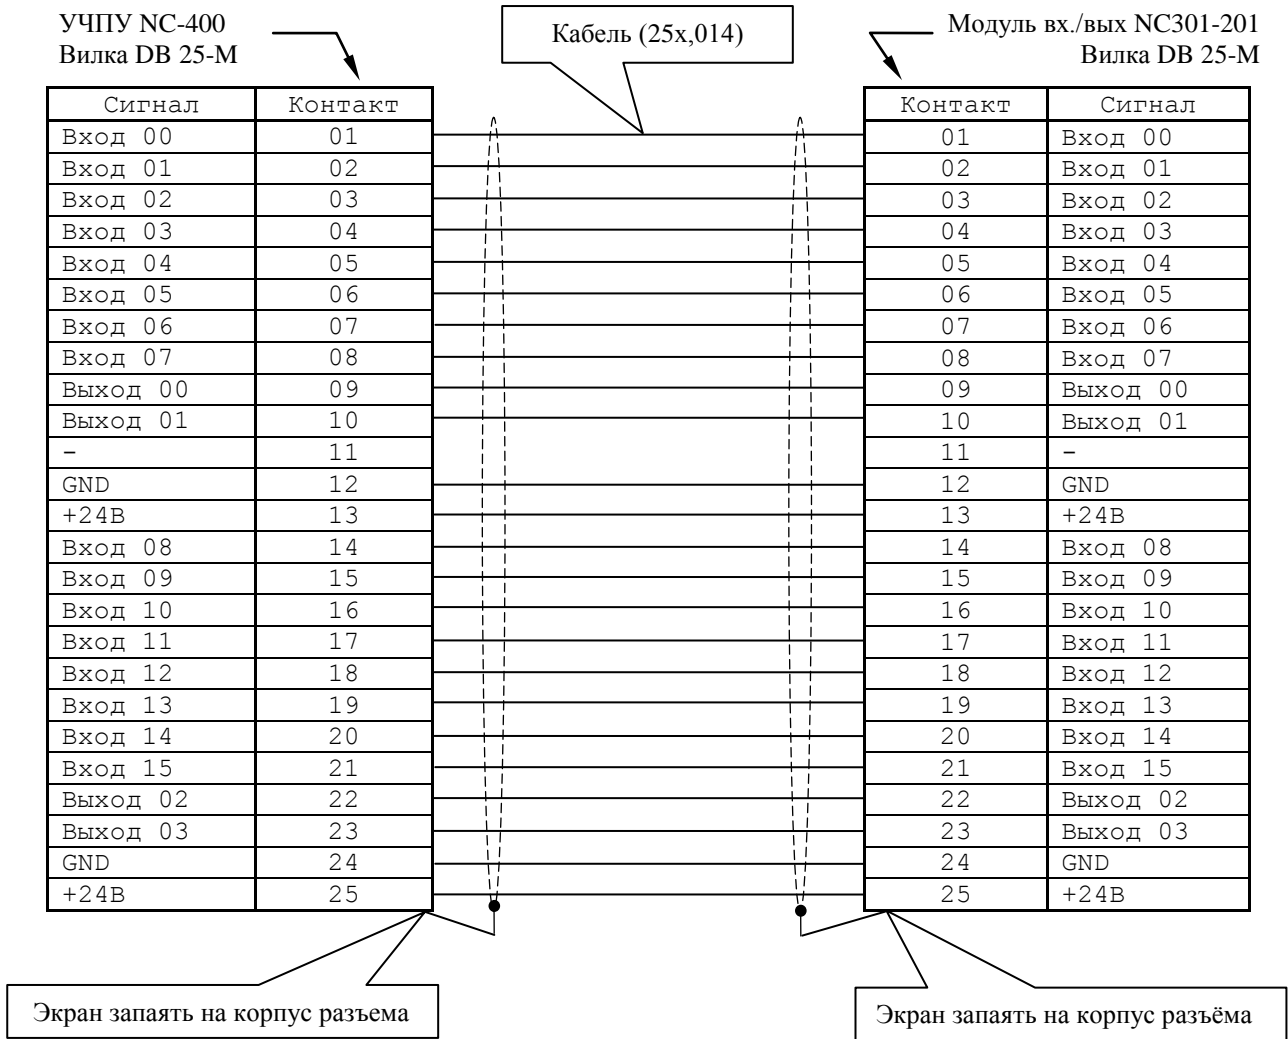 УЧПУ NC-400
Вилка DB 25-M
Кабель (25x,014)
Модуль вх./вых NC301-201
Вилка DB 25-M
Сигнал Контакт Контакт Сигнал
Вход 00 01 01 Вход 00
Вход 01 02 02 Вход 01
Вход 02 03 03 Вход 02
Вход 03 04 04 Вход 03
Вход 04 05 05 Вход 04
Вход 05 06 06 Вход 05
Вход 06 07 07 Вход 06
Вход 07 08 08 Вход 07
Выход 00 09 09 Выход 00
Выход 01 10 10 Выход 01
- 11 11 -
GND 12 12 GND
+24В 13 13 +24В
Вход 08 14 14 Вход 08
Вход 09 15 15 Вход 09
Вход 10 16 16 Вход 10
Вход 11 17 17 Вход 11
Вход 12 18 18 Вход 12
Вход 13 19 19 Вход 13
Вход 14 20 20 Вход 14
Вход 15 21 21 Вход 15
Выход 02 22 22 Выход 02
Выход 03 23 23 Выход 03
GND 24 24 GND
+24В 25 25 +24В
Экран запаять на корпус разъема
Экран запаять на корпус разъёма